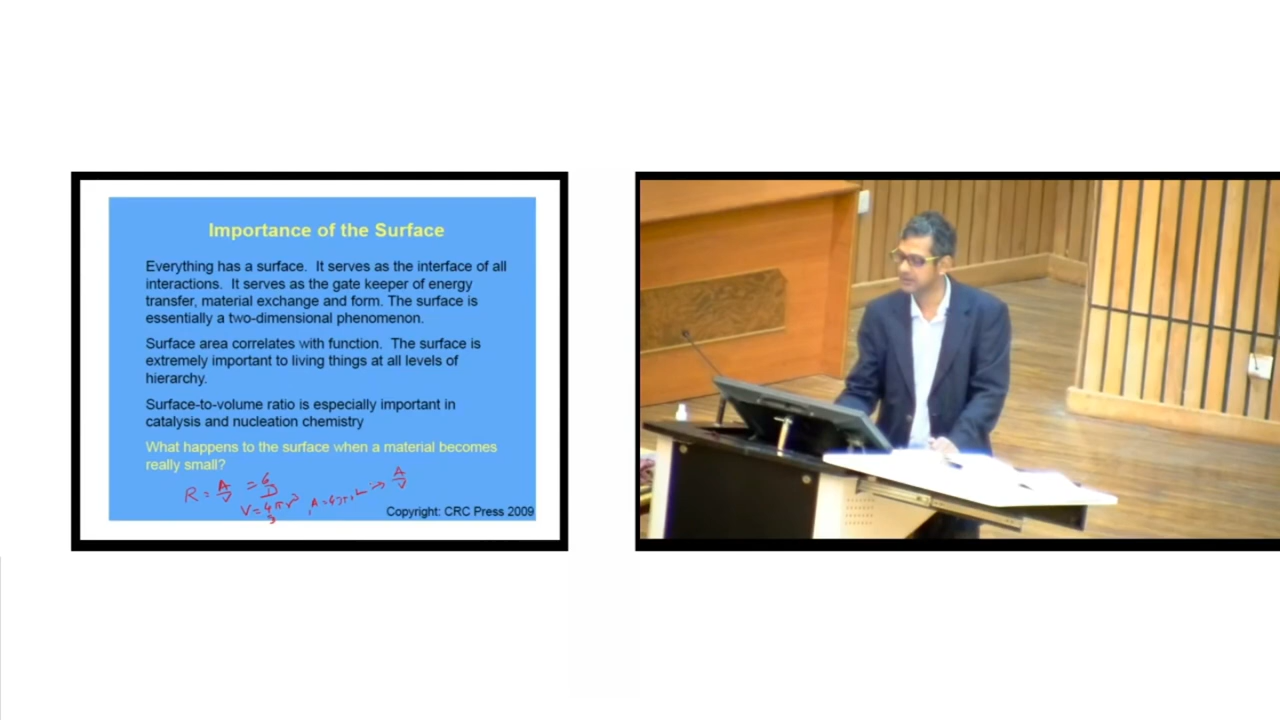 Importance of the Surface
Everything has a surface. It serves as the interface of all
interactions. It serves as the gate keeper of energy
transfer, material exchange and form. The surface is
essentially a two-dimensional phenomenon.
Surface area correlates with function. The surface is
extremely important to living things at all levels of
hierarchy.
Surface-to-volume ratio is especially important in
catalysis and nucleation chemistry
What happens to the surface when a material becomes
really small?
R = A/V = 6/D
V = 4πr³/3, A = 4πr² → A/V
Copyright: CRC Press 2009